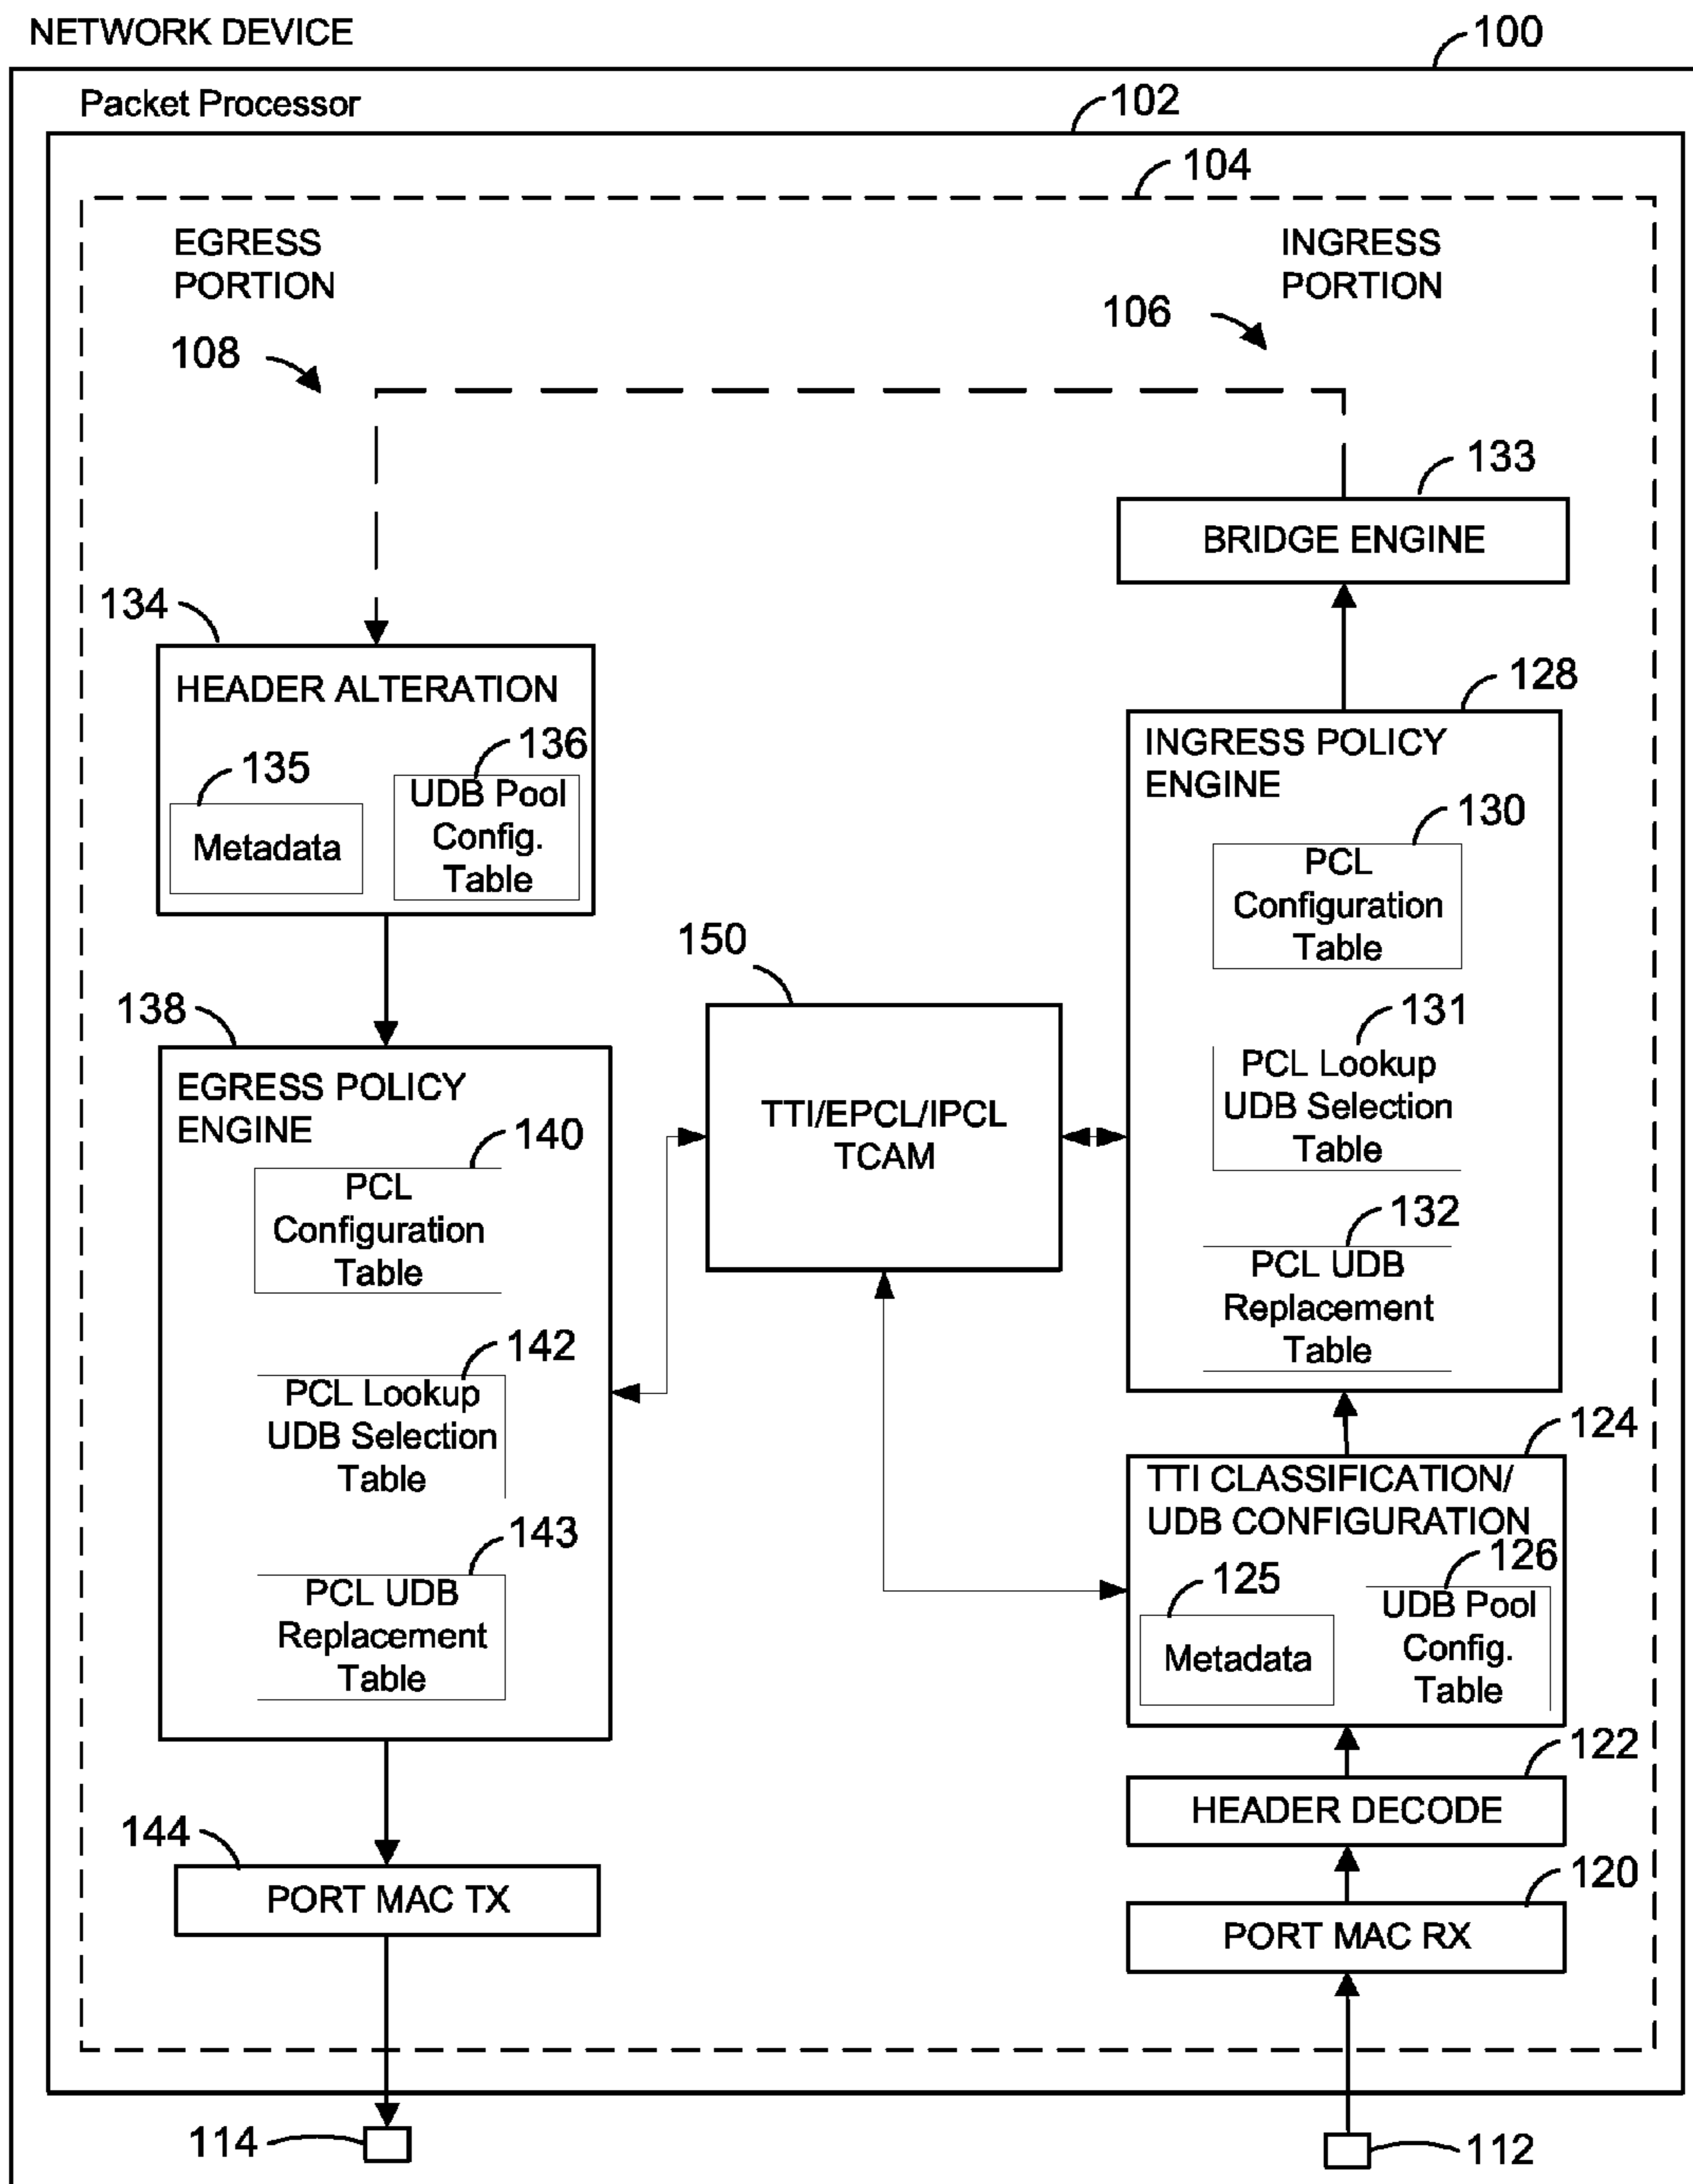 NETWORK DEVICE
100
Packet Processor
102
104
EGRESS
PORTION
INGRESS
PORTION
108
106
133
BRIDGE ENGINE
134
HEADER ALTERATION
135
Metadata
136
UDB Pool
Config.
Table
128
INGRESS POLICY
ENGINE
130
PCL
Configuration
Table
131
PCL Lookup
UDB Selection
Table
132
PCL UDB
Replacement
Table
150
TTI/EPCL/IPCL
TCAM
138
EGRESS POLICY
ENGINE
140
PCL
Configuration
Table
142
PCL Lookup
UDB Selection
Table
143
PCL UDB
Replacement
Table
124
TTI CLASSIFICATION/
UDB CONFIGURATION
125
Metadata
126
UDB Pool
Config.
Table
122
HEADER DECODE
144
PORT MAC TX
120
PORT MAC RX
114
112